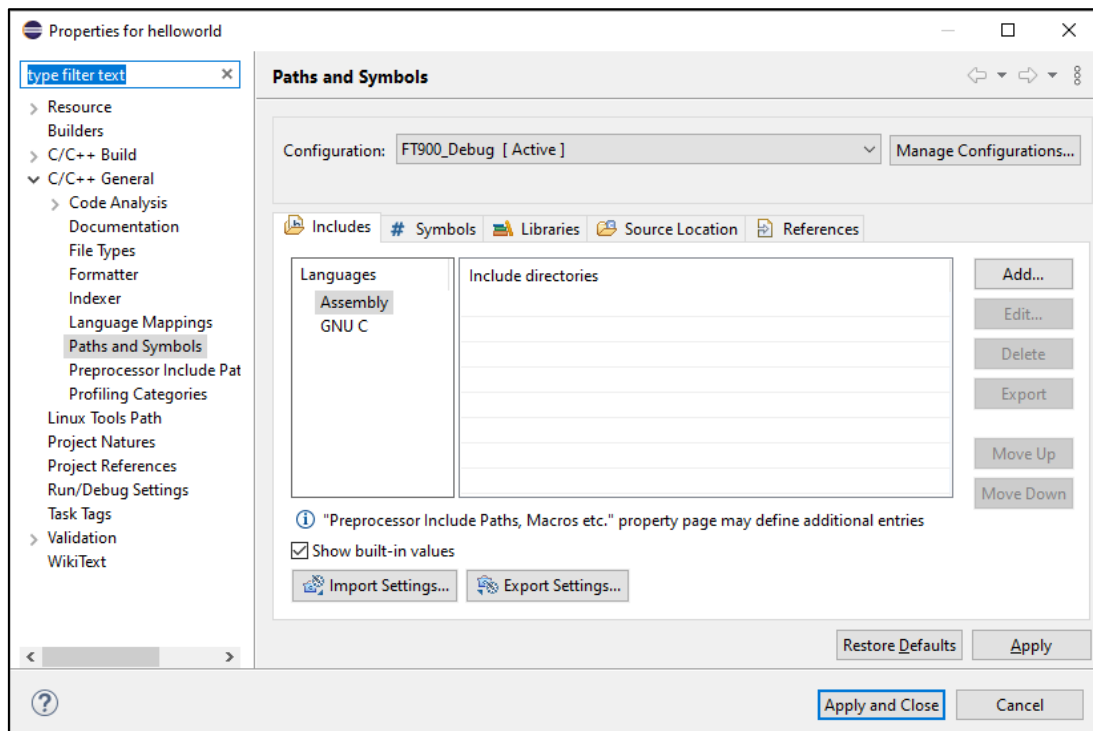 Properties for helloworld
type filter text
Resource
Builders
C/C++ Build
C/C++ General
Code Analysis
Documentation
File Types
Formatter
Indexer
Language Mappings
Paths and Symbols
Preprocessor Include Pat
Profiling Categories
Linux Tools Path
Project Natures
Project References
Run/Debug Settings
Task Tags
Validation
WikiText
Paths and Symbols
Configuration: FT900_Debug [ Active ] Manage Configurations...
Includes # Symbols Libraries Source Location References
Languages
Assembly
GNU C
Include directories
Add...
Edit...
Delete
Export
Move Up
Move Down
"Preprocessor Include Paths, Macros etc." property page may define additional entries
Show built-in values
Import Settings... Export Settings...
Restore Defaults Apply
? Apply and Close Cancel